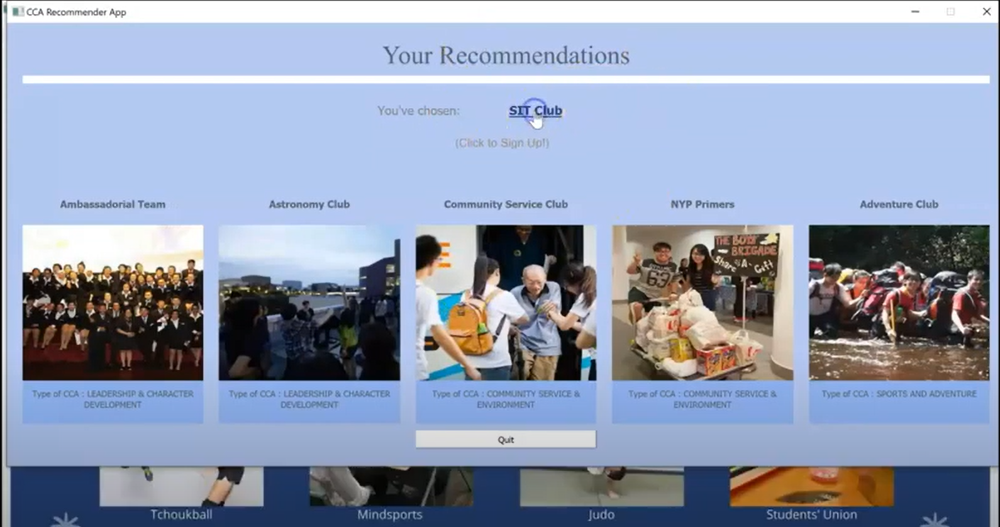 CCA Recommender App
Your Recommendations
You've chosen: SIT Club
(Click to Sign Up!)
Ambassadorial Team
Astronomy Club
Community Service Club
NYP Primers
Adventure Club
THE BOYS'
BRIGADE
Share A Gift
69
Type of CCA : LEADERSHIP & CHARACTER
DEVELOPMENT
Type of CCA : LEADERSHIP & CHARACTER
DEVELOPMENT
Type of CCA : COMMUNITY SERVICE &
ENVIRONMENT
Type of CCA : COMMUNITY SERVICE &
ENVIRONMENT
Type of CCA : SPORTS AND ADVENTURE
Quit
Tchoukball
Mindsports
Judo
Students' Union